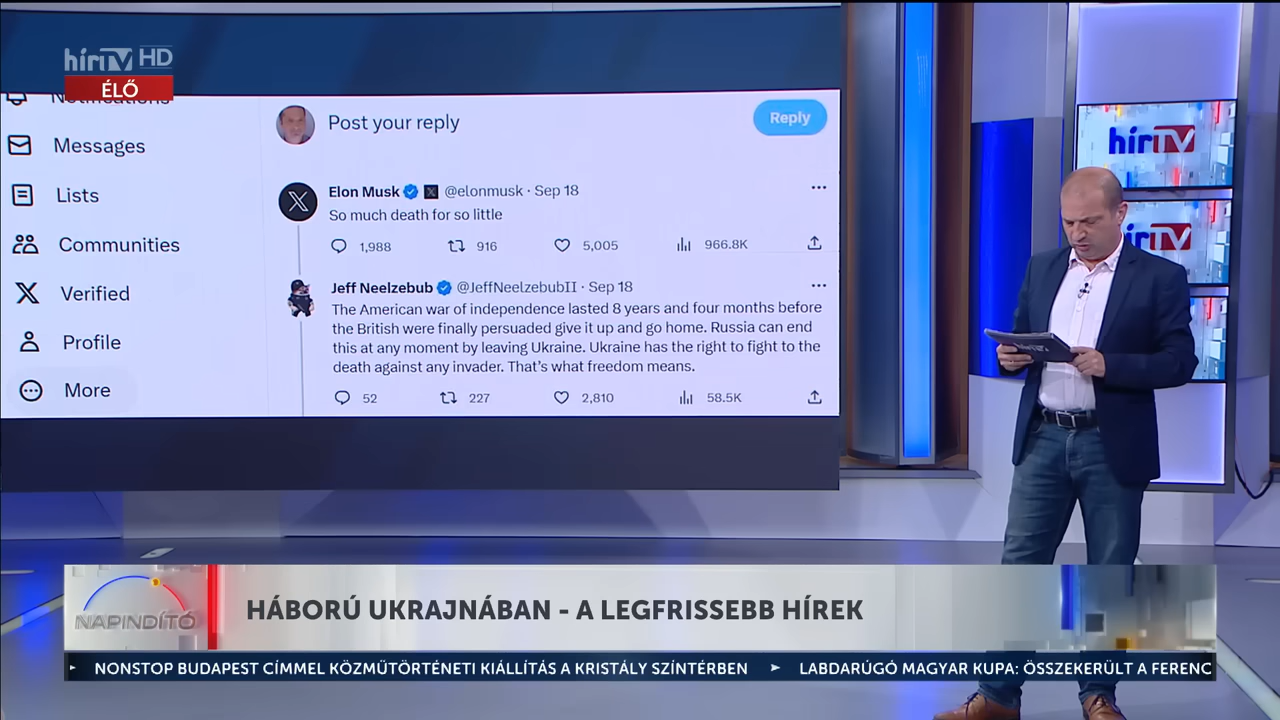 hírTV HD
ÉLŐ
Notifications
Messages
Lists
Communities
Verified
Profile
More
Post your reply
Reply
Elon Musk @elonmusk · Sep 18
So much death for so little
1,988 916 5,005 966.8K
Jeff Neelzebub @JeffNeelzebubII · Sep 18
The American war of independence lasted 8 years and four months before
the British were finally persuaded give it up and go home. Russia can end
this at any moment by leaving Ukraine. Ukraine has the right to fight to the
death against any invader. That's what freedom means.
52 227 2,810 58.5K
hírTV
írTV
NAPINDÍTÓ
HÁBORÚ UKRAJNÁBAN - A LEGFRISSEBB HÍREK
NONSTOP BUDAPEST CÍMMEL KÖZMŰTÖRTÉNETI KIÁLLÍTÁS A KRISTÁLY SZÍNTÉRBEN ► LABDARÚGÓ MAGYAR KUPA: ÖSSZEKERÜLT A FERENC